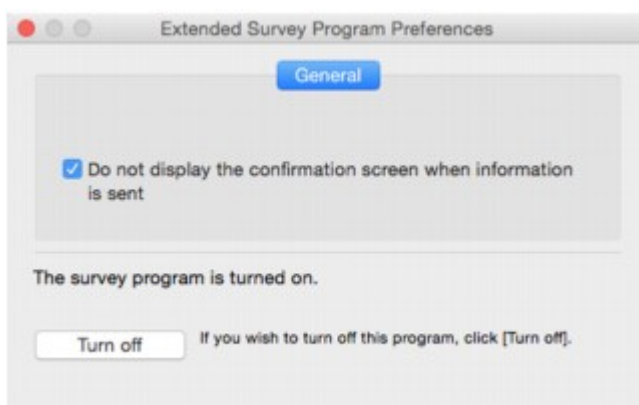 Extended Survey Program Preferences
General
Do not display the confirmation screen when information
is sent
The survey program is turned on.
Turn off
If you wish to turn off this program, click [Turn off].